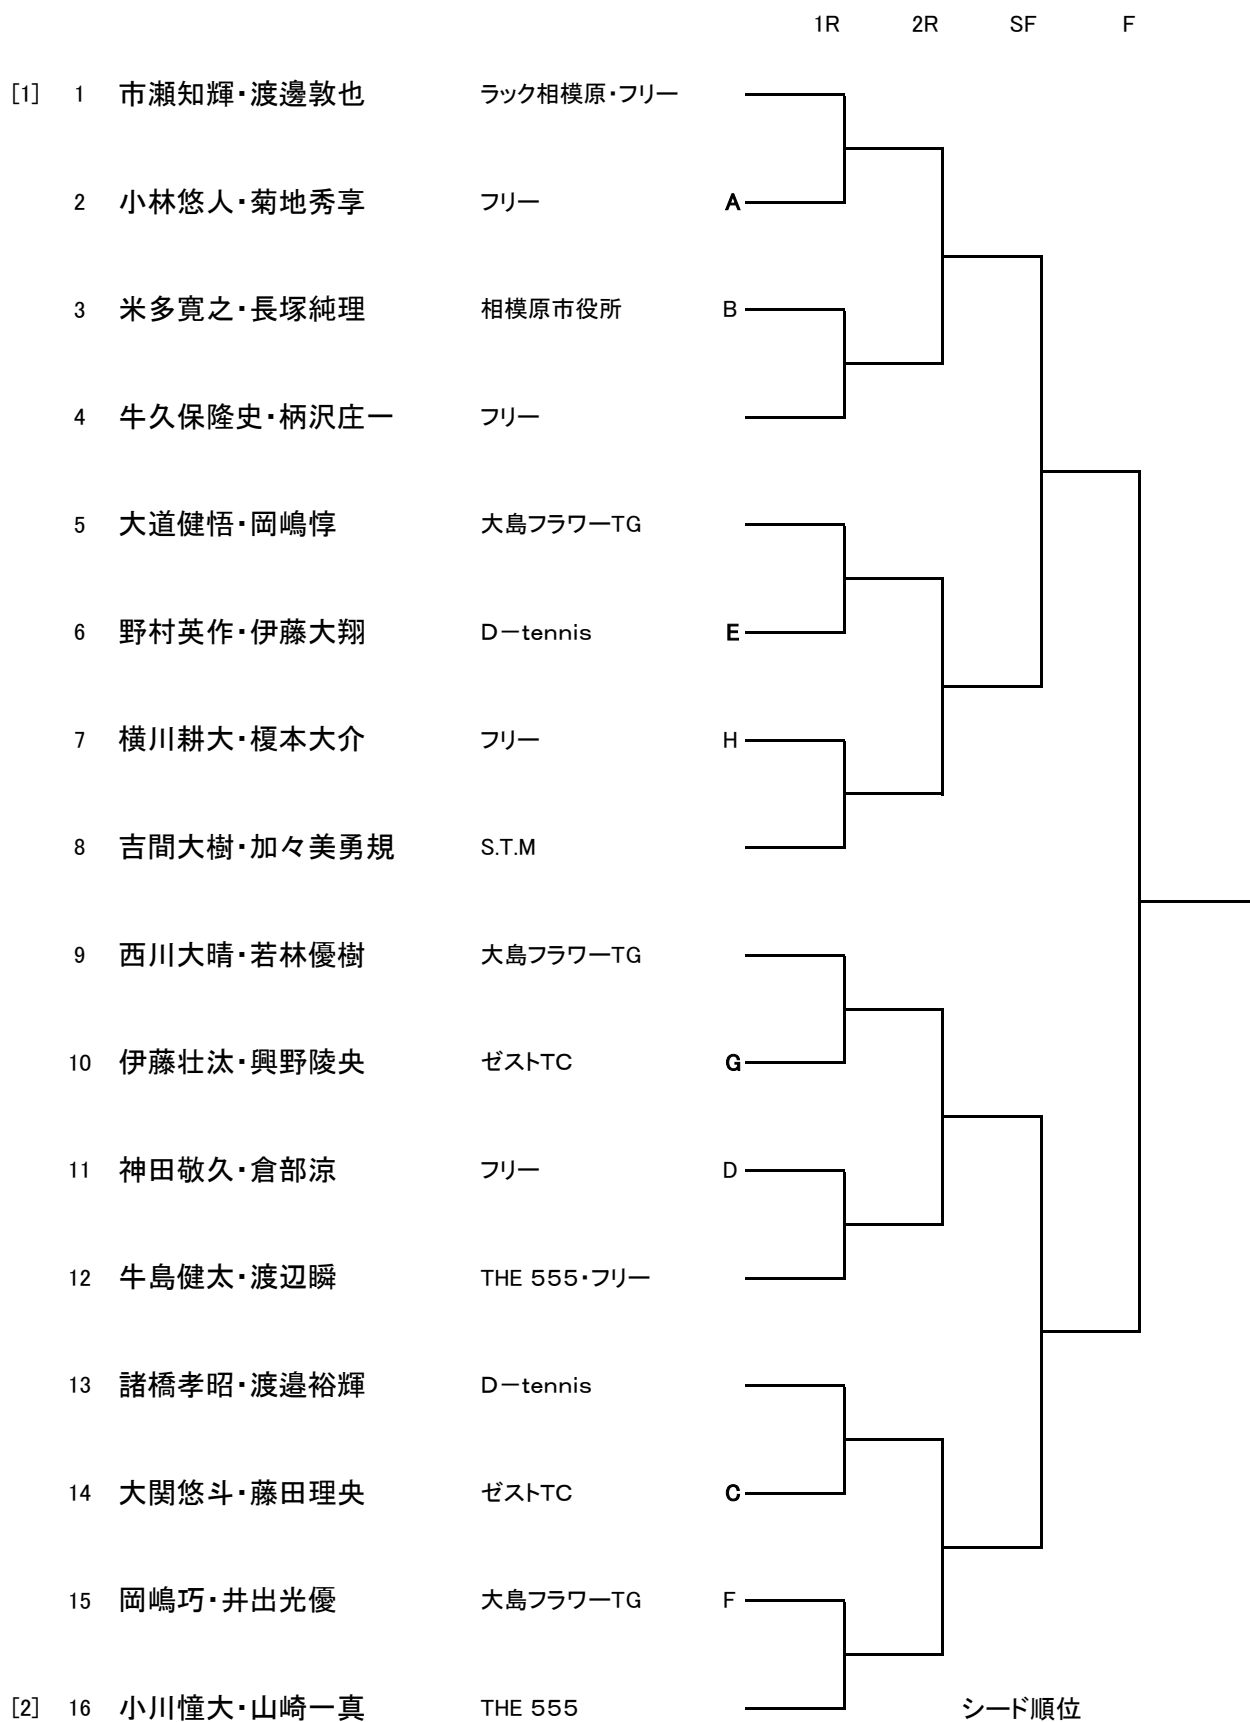 1R 2R SF F
[1] 1 市瀬知輝・渡邊敦也 ラック相模原・フリー
2 小林悠人・菊地秀享 フリー A
3 米多寛之・長塚純理 相模原市役所 B
4 牛久保隆史・柄沢庄一 フリー
5 大道健悟・岡嶋惇 大島フラワーTG
6 野村英作・伊藤大翔 D－tennis E
7 横川耕大・榎本大介 フリー H
8 吉間大樹・加々美勇規 S.T.M
9 西川大晴・若林優樹 大島フラワーTG
10 伊藤壮汰・興野陵央 ゼストTC G
11 神田敬久・倉部涼 フリー D
12 牛島健太・渡辺瞬 THE 555・フリー
13 諸橋孝昭・渡邉裕輝 D－tennis
14 大関悠斗・藤田理央 ゼストTC C
15 岡嶋巧・井出光優 大島フラワーTG F
[2] 16 小川憧大・山崎一真 THE 555 シード順位